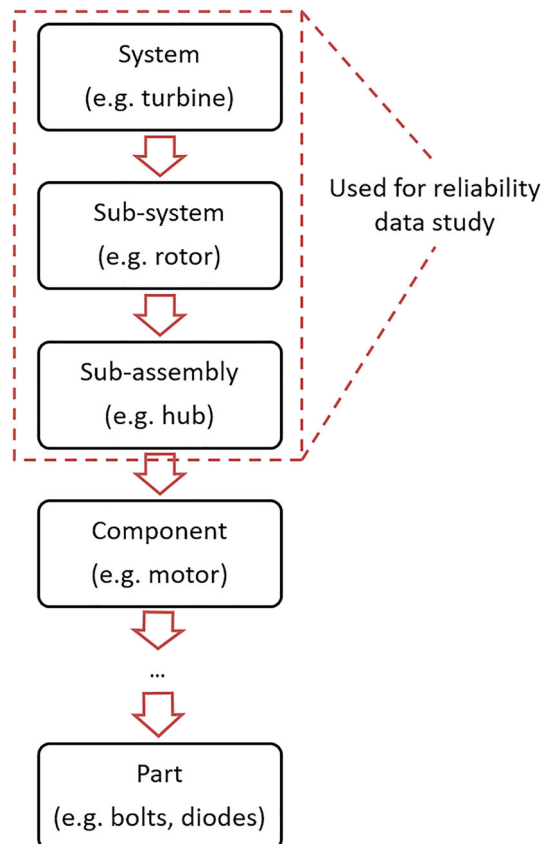 System
(e.g. turbine)
Sub-system
(e.g. rotor)
Used for reliability
data study
Sub-assembly
(e.g. hub)
Component
(e.g. motor)
...
Part
(e.g. bolts, diodes)